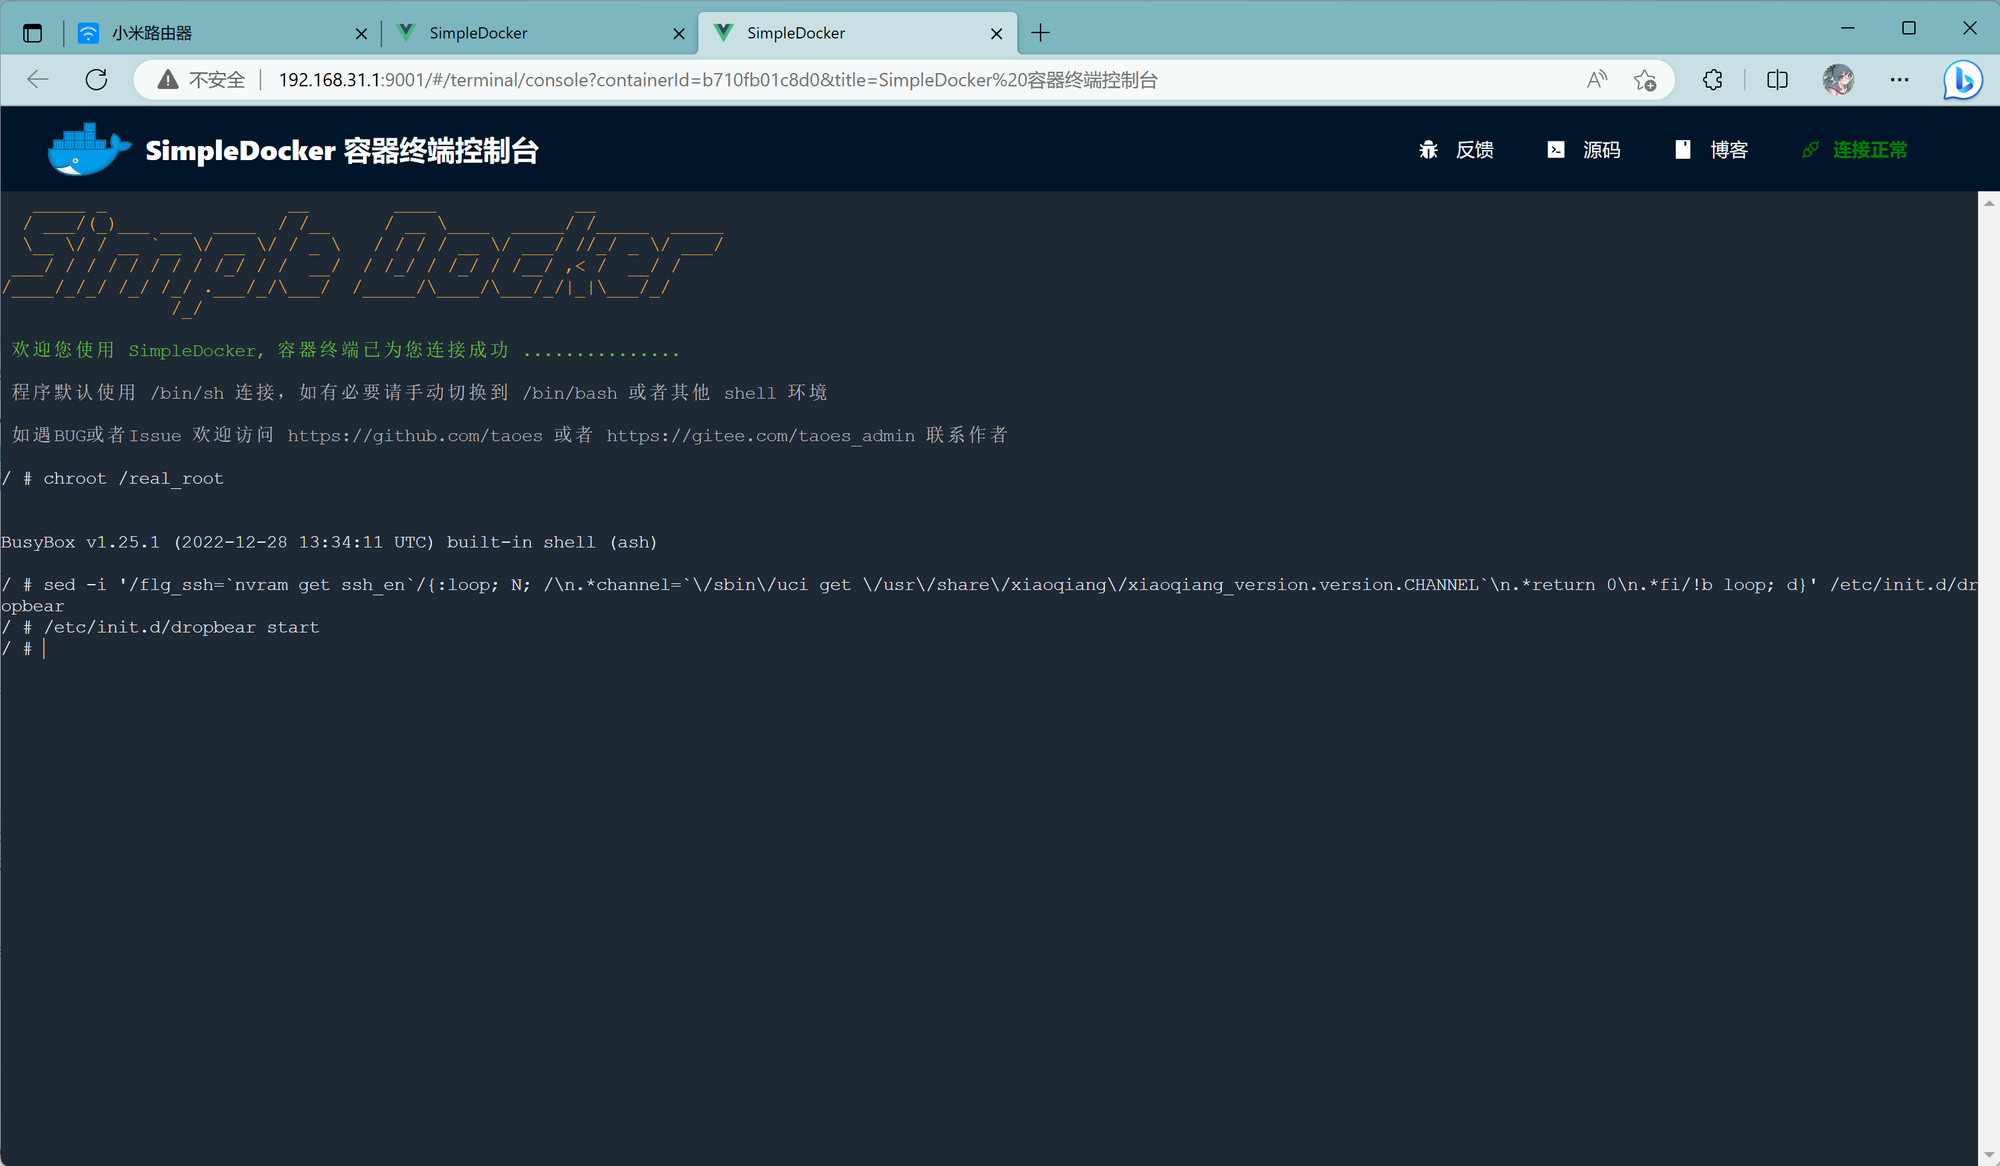 小米路由器
SimpleDocker
SimpleDocker
不安全
192.168.31.1:9001/#/terminal/console?containerId=b710fb01c8d0&title=SimpleDocker%20容器终端控制台
SimpleDocker 容器终端控制台
反馈
源码
博客
连接正常
Simple Docker
欢迎您使用 SimpleDocker, 容器终端已为您连接成功 ...............
程序默认使用 /bin/sh 连接, 如有必要请手动切换到 /bin/bash 或者其他 shell 环境
如遇BUG或者Issue 欢迎访问 https://github.com/taoes 或者 https://gitee.com/taoes_admin 联系作者
/ # chroot /real_root
BusyBox v1.25.1 (2022-12-28 13:34:11 UTC) built-in shell (ash)
/ # sed -i '/flg_ssh=`nvram get ssh_en`/{:loop; N; /\n.*channel=`\/sbin\/uci get \/usr\/share\/xiaoqiang\/xiaoqiang_version.version.CHANNEL`\n.*return 0\n.*fi/!b loop; d}' /etc/init.d/dr
opbear
/ # /etc/init.d/dropbear start
/ #